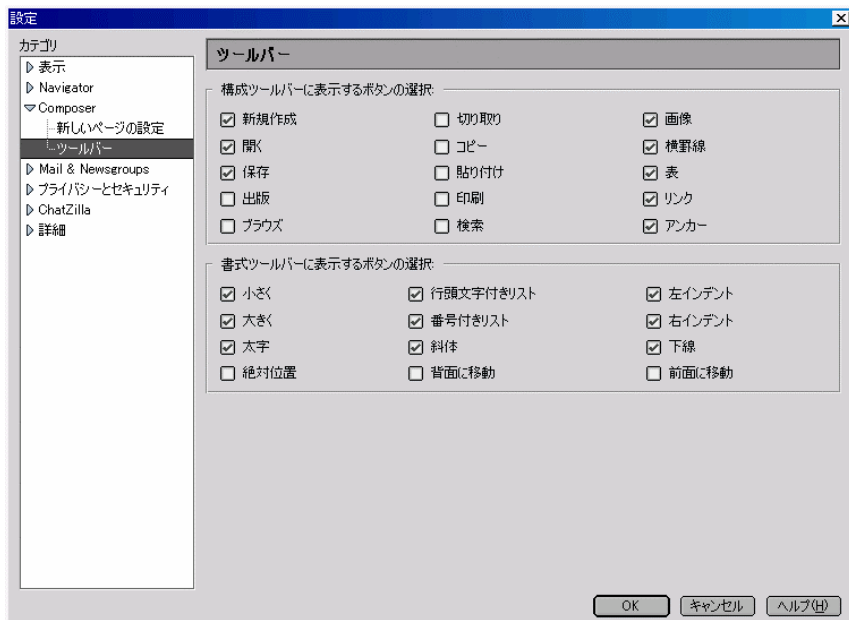 設定
カテゴリ
表示
Navigator
Composer
新しいページの設定
ツールバー
Mail & Newsgroups
プライバシーとセキュリティ
ChatZilla
詳細
ツールバー
構成ツールバーに表示するボタンの選択:
新規作成 切り取り 画像
開く コピー 横罫線
保存 貼り付け 表
出版 印刷 リンク
ブラウズ 検索 アンカー
書式ツールバーに表示するボタンの選択:
小さく 行頭文字付きリスト 左インデント
大きく 番号付きリスト 右インデント
太字 斜体 下線
絶対位置 背面に移動 前面に移動
OK キャンセル ヘルプ(H)